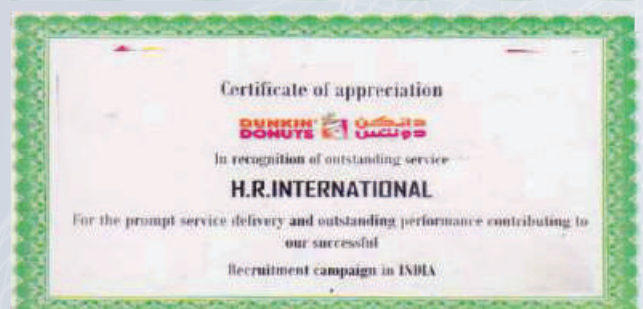 Certificate of appreciation
DUNKIN' دانكن
DONUTS دونتس
In recognition of outstanding service
H.R.INTERNATIONAL
For the prompt service delivery and outstanding performance contributing to
our successful
Recruitment campaign in INDIA